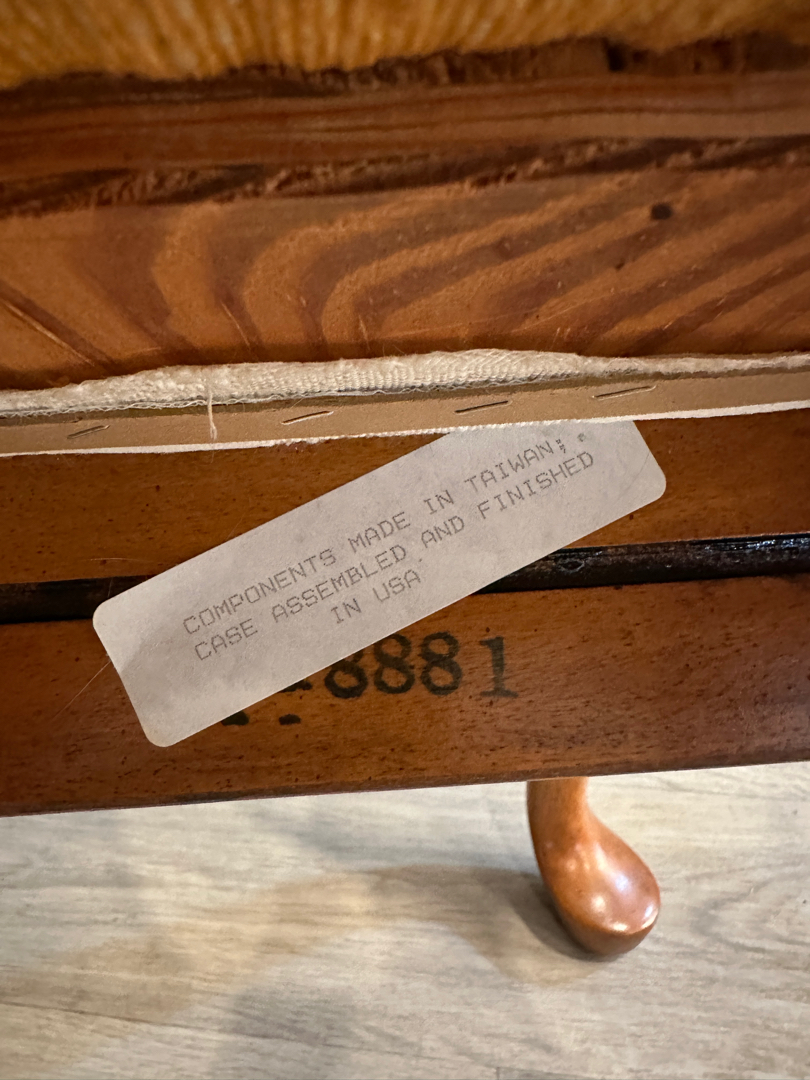 COMPONENTS MADE IN TAIWAN;
CASE ASSEMBLED AND FINISHED
IN USA
8881